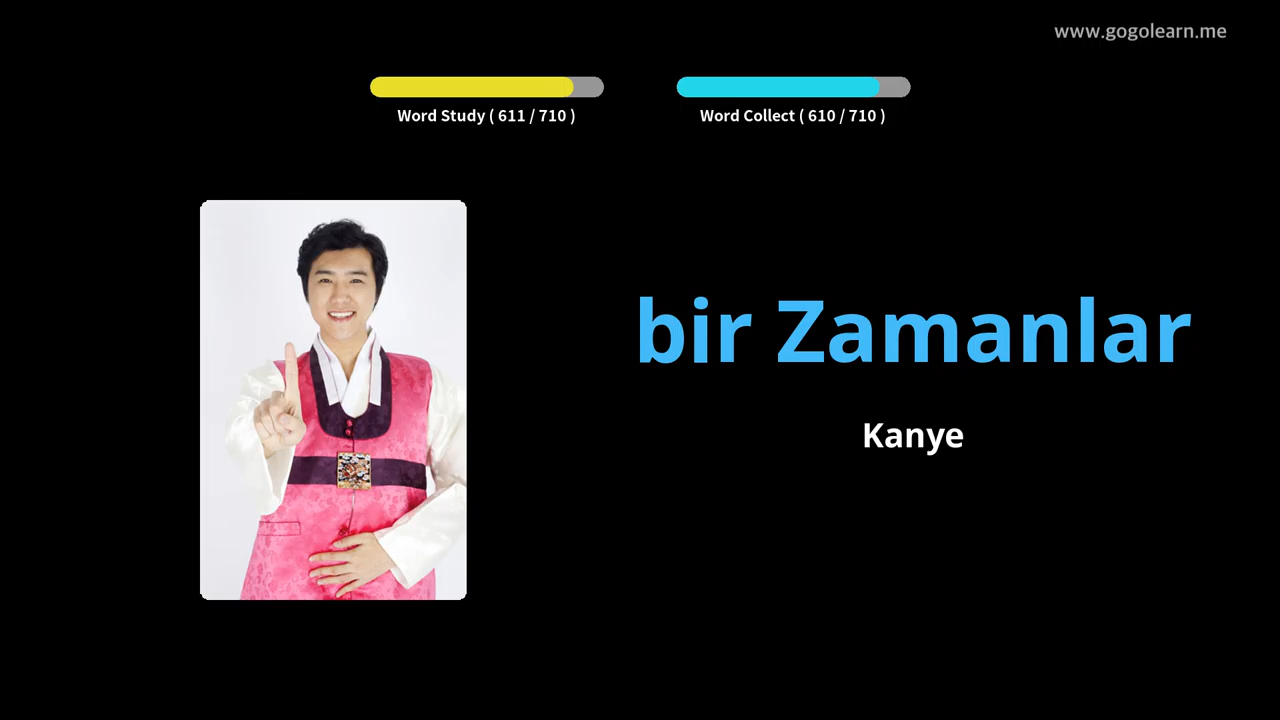 www.gogolearn.me
Word Study ( 611 / 710 )
Word Collect ( 610 / 710 )
bir Zamanlar
Kanye